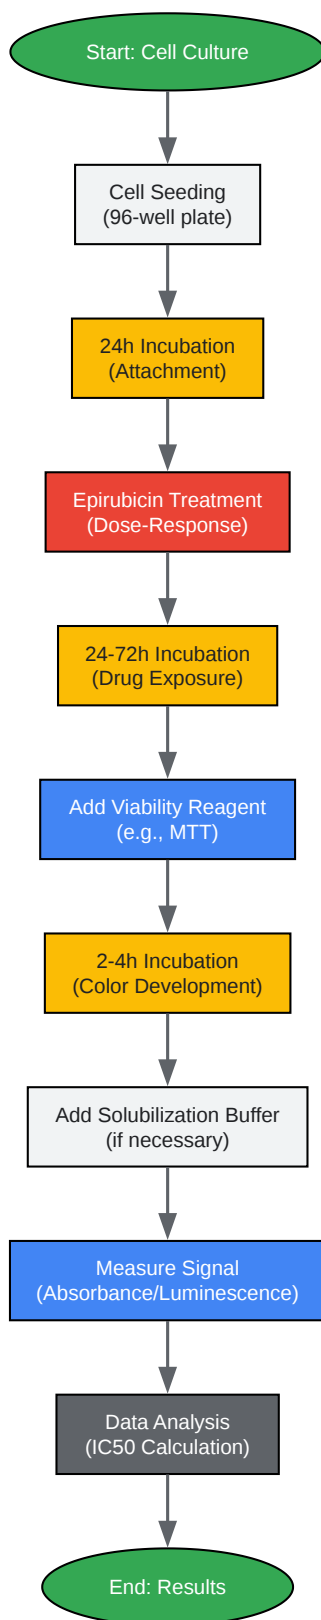 Start: Cell Culture
Cell Seeding
(96-well plate)
24h Incubation
(Attachment)
Epirubicin Treatment
(Dose-Response)
24-72h Incubation
(Drug Exposure)
Add Viability Reagent
(e.g., MTT)
2-4h Incubation
(Color Development)
Add Solubilization Buffer
(if necessary)
Measure Signal
(Absorbance/Luminescence)
Data Analysis
(IC50 Calculation)
End: Results